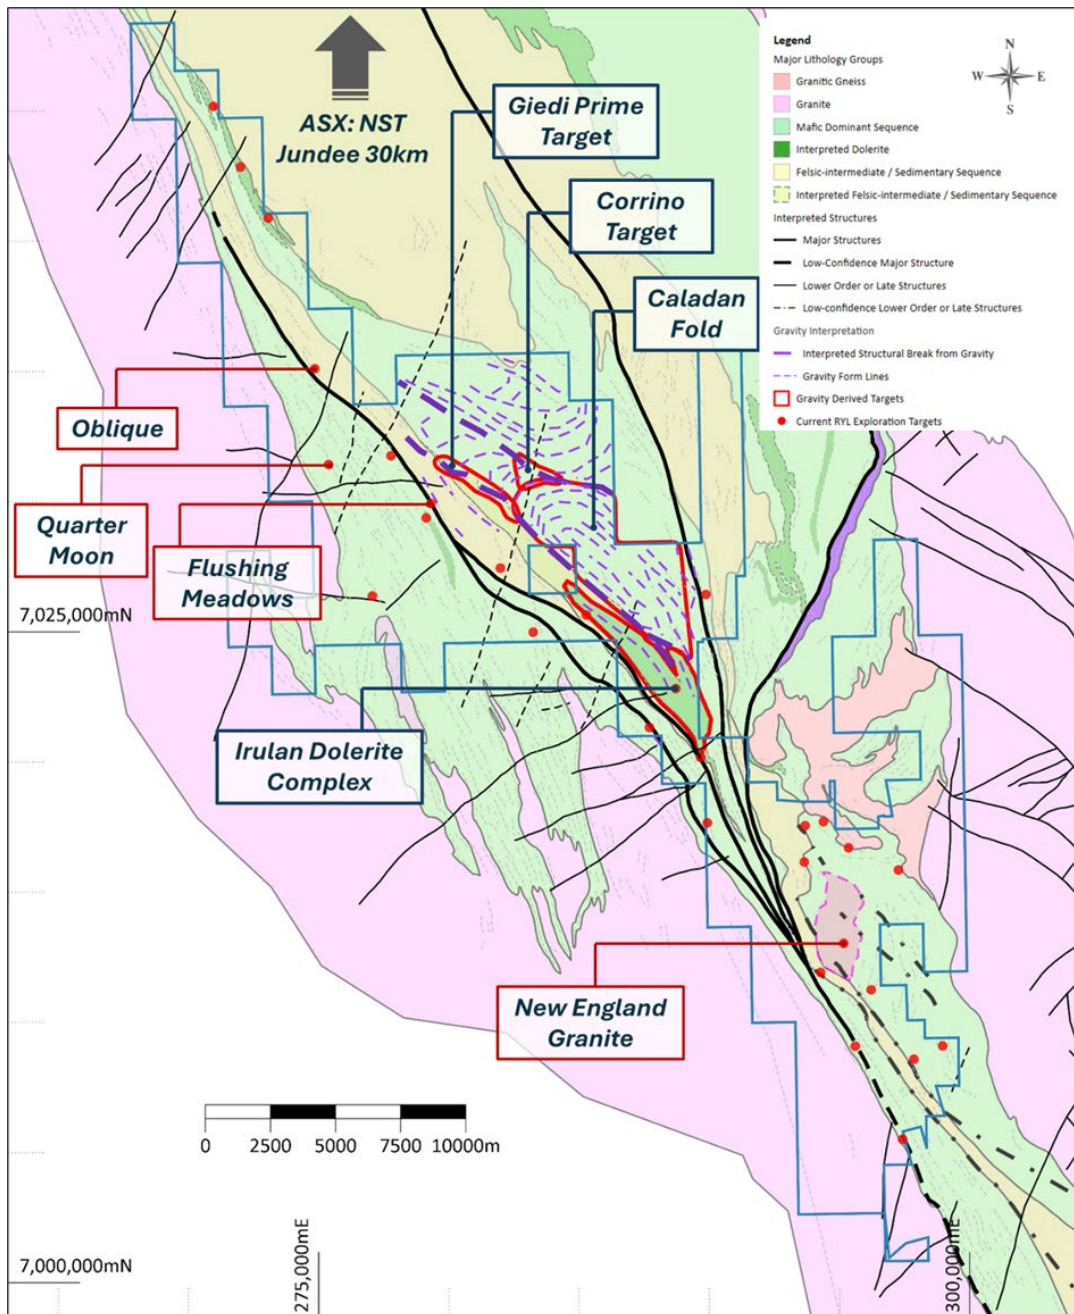 ASX: NST
Jundee 30km
Giedi Prime
Target
Corrino
Target
Caladan
Fold
Legend
Major Lithology Groups
Granitic Gneiss
Granite
Mafic Dominant Sequence
Interpreted Dolerite
Felsic-intermediate / Sedimentary Sequence
Interpreted Felsic-intermediate / Sedimentary Sequence
Interpreted Structures
Major Structures
Low-Confidence Major Structure
Lower Order or Late Structures
Low-confidence Lower Order or Late Structures
Gravity Interpretation
Interpreted Structural Break from Gravity
Gravity Form Lines
Gravity Derived Targets
Current RYL Exploration Targets
N
W
E
S
Oblique
Quarter
Moon
Flushing
Meadows
7,025,000mN
Irulan Dolerite
Complex
New England
Granite
0 2500 5000 7500 10000m
7,000,000mN
275,000mE
300,000mE